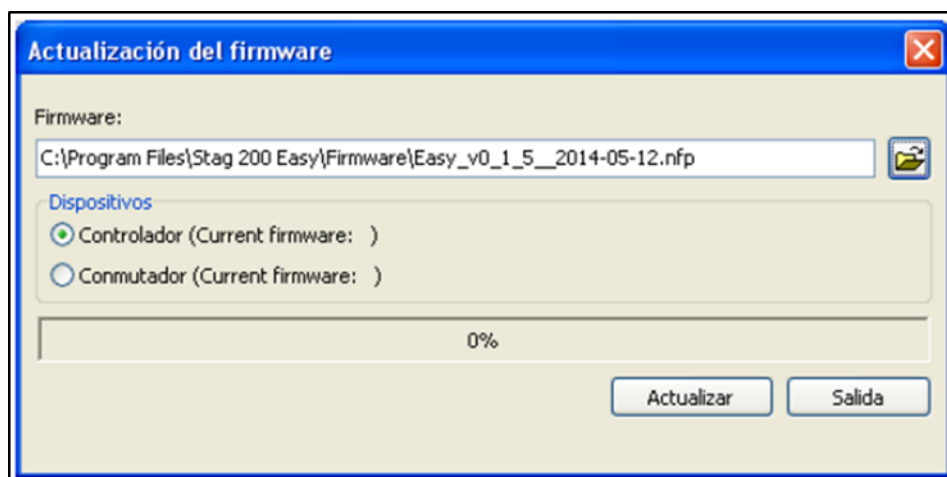 Actualización del firmware
Firmware:
C:\Program Files\Stag 200 Easy\Firmware\Easy_v0_1_5__2014-05-12.nfp
Dispositivos
Controlador (Current firmware:   )
Conmutador (Current firmware:   )
0%
Actualizar Salida